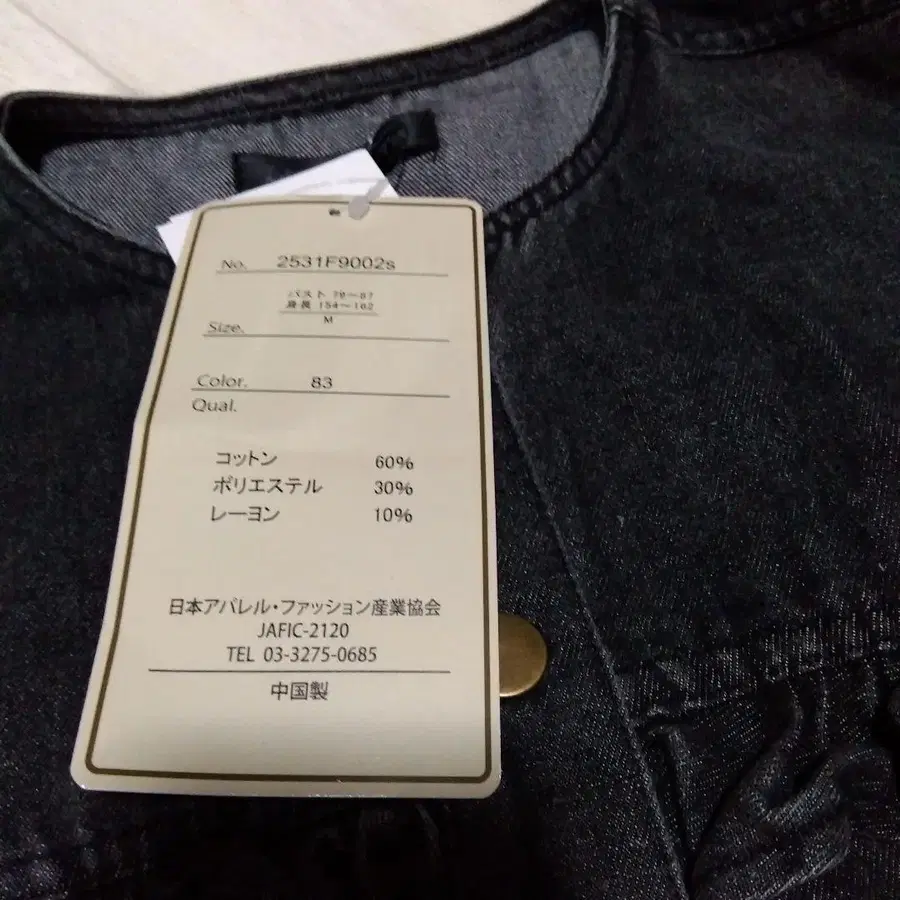 No. 2531F9002s
バスト 79〜87
身長 154〜162
M
Size.
Color. 83
Qual.
コットン 60%
ポリエステル 30%
レーヨン 10%
日本アパレル・ファッション産業協会
JAFIC-2120
TEL 03-3275-0685
中国製